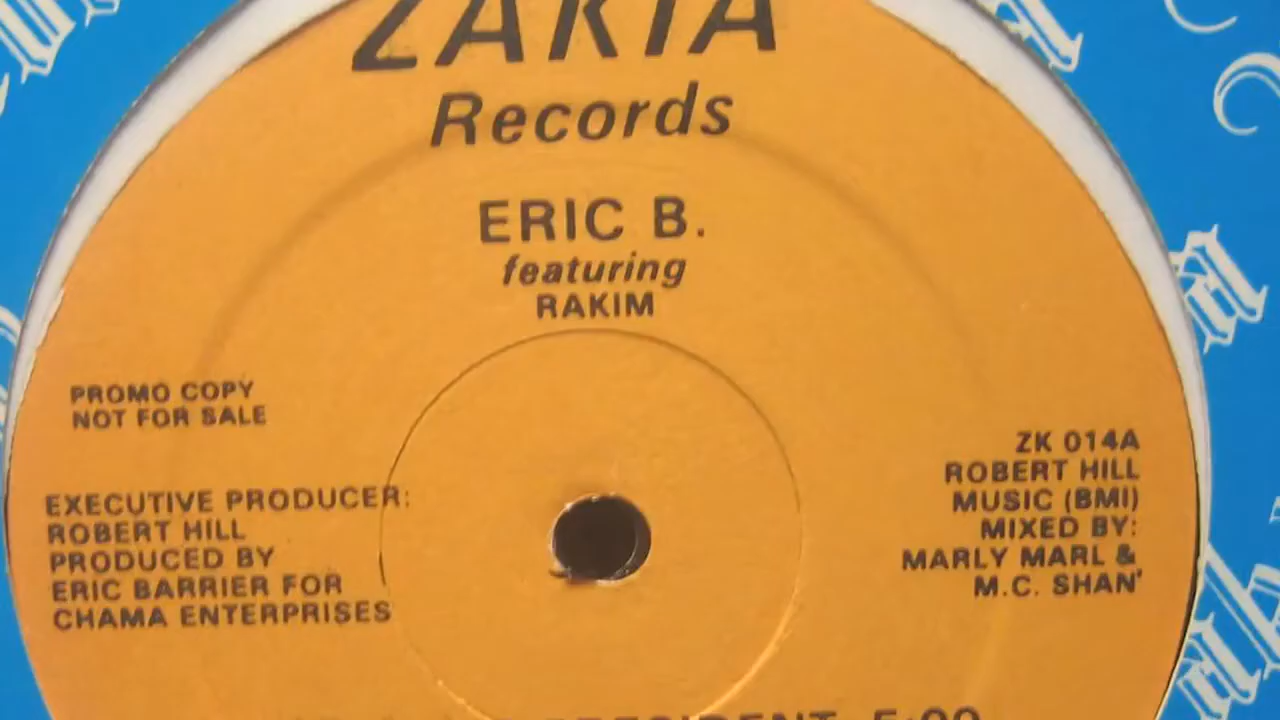 ZAKIA
Records
ERIC B.
featuring
RAKIM
PROMO COPY
NOT FOR SALE
EXECUTIVE PRODUCER:
ROBERT HILL
PRODUCED BY
ERIC BARRIER FOR
CHAMA ENTERPRISES
ZK 014A
ROBERT HILL
MUSIC (BMI)
MIXED BY:
MARLY MARL &
M.C. SHAN'
PRESIDENT